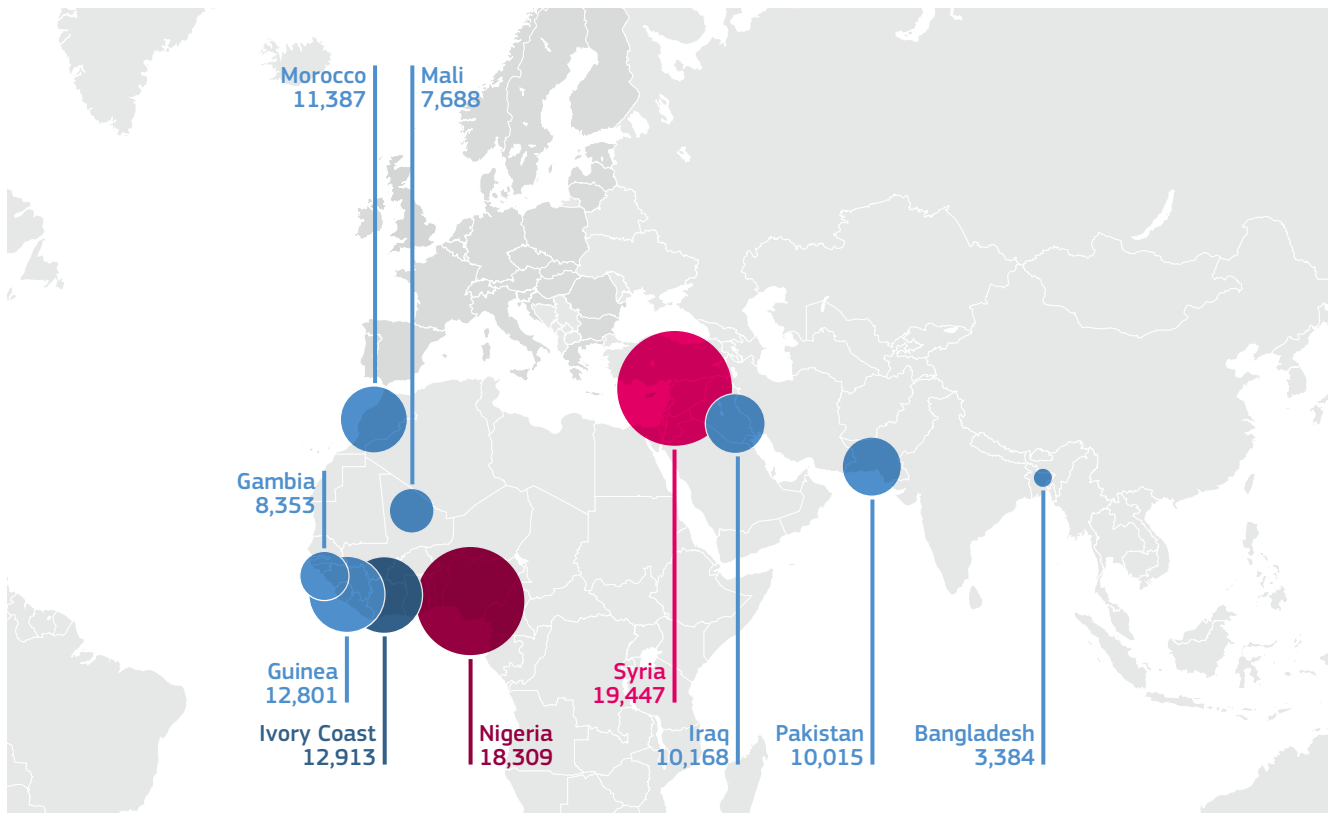 Morocco
11,387
Mali
7,688
Gambia
8,353
Guinea
12,801
Ivory Coast
12,913
Nigeria
18,309
Syria
19,447
Iraq
10,168
Pakistan
10,015
Bangladesh
3,384